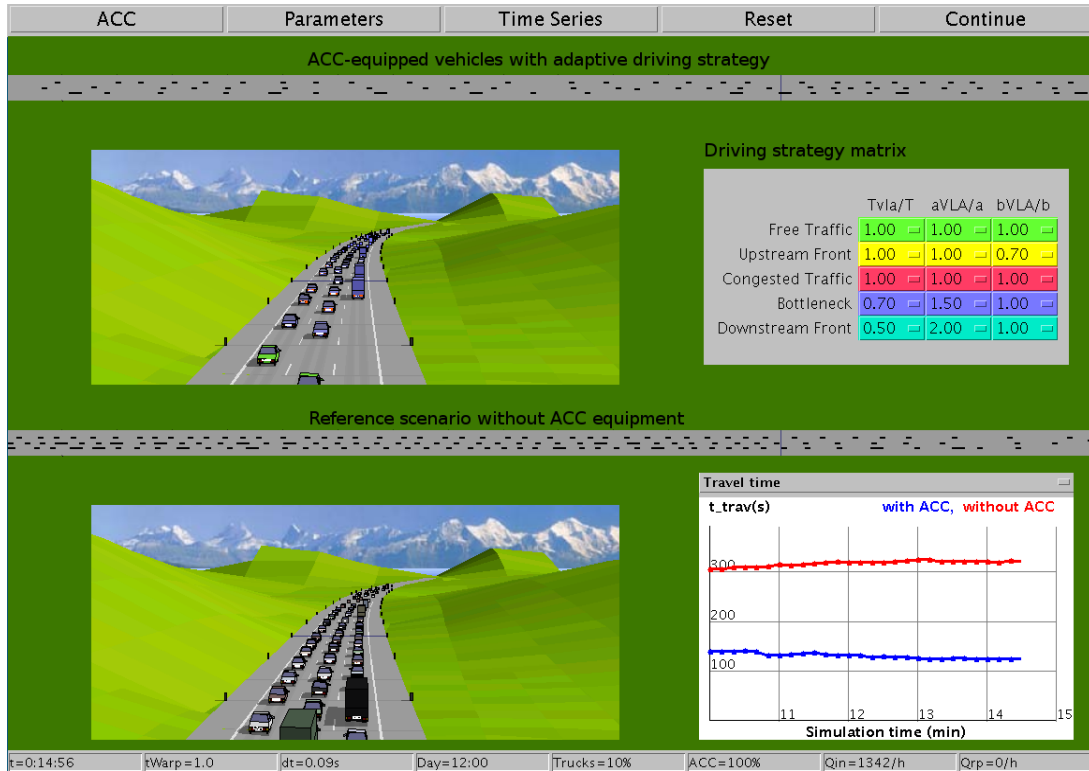 ACC Parameters Time Series Reset Continue
ACC-equipped vehicles with adaptive driving strategy
Driving strategy matrix
Tvla/T aVLA/a bVLA/b
Free Traffic 1.00 1.00 1.00
Upstream Front 1.00 1.00 0.70
Congested Traffic 1.00 1.00 1.00
Bottleneck 0.70 1.50 1.00
Downstream Front 0.50 2.00 1.00
Reference scenario without ACC equipment
Travel time
t_trav(s) with ACC, without ACC
300
200
100
11 12 13 14 15
Simulation time (min)
t=0:14:56 tWarp=1.0 dt=0.09s Day=12:00 Trucks=10% ACC=100% Qin=1342/h Qrp=0/h